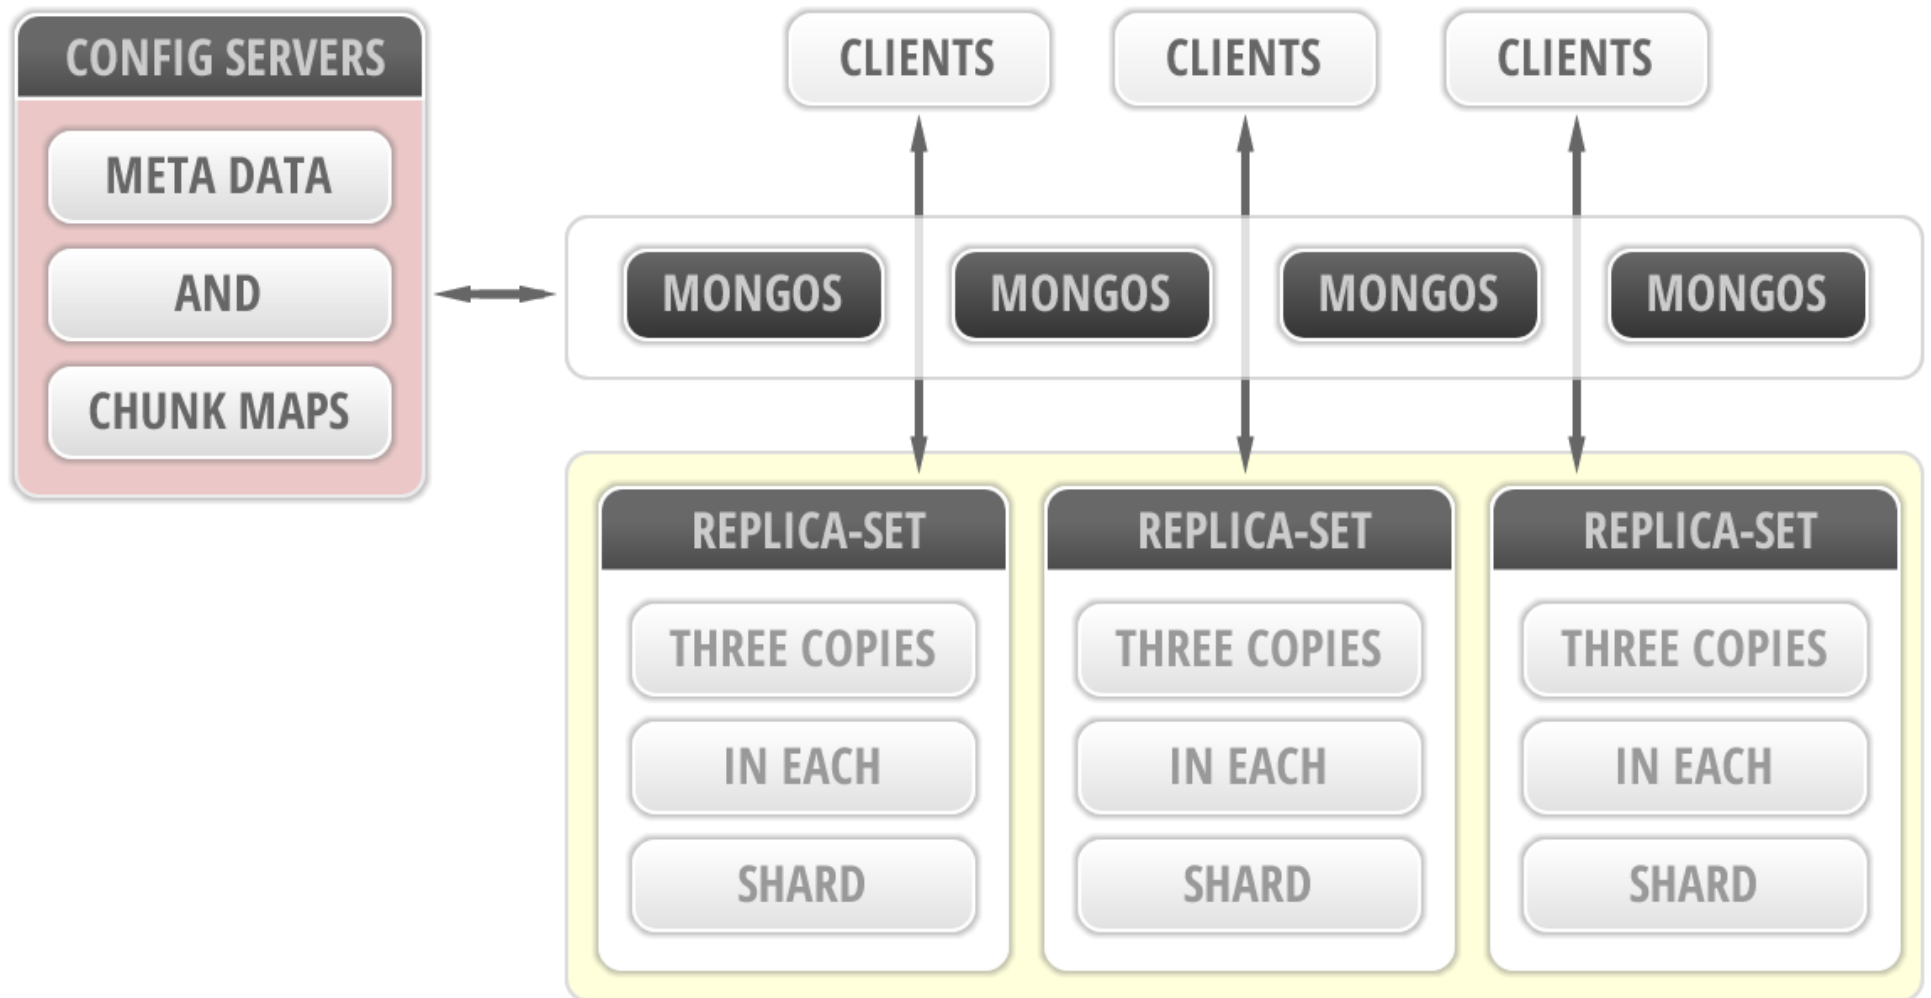 CONFIG SERVERS
META DATA
AND
CHUNK MAPS
CLIENTS
CLIENTS
CLIENTS
MONGOS
MONGOS
MONGOS
MONGOS
REPLICA-SET
THREE COPIES
IN EACH
SHARD
REPLICA-SET
THREE COPIES
IN EACH
SHARD
REPLICA-SET
THREE COPIES
IN EACH
SHARD